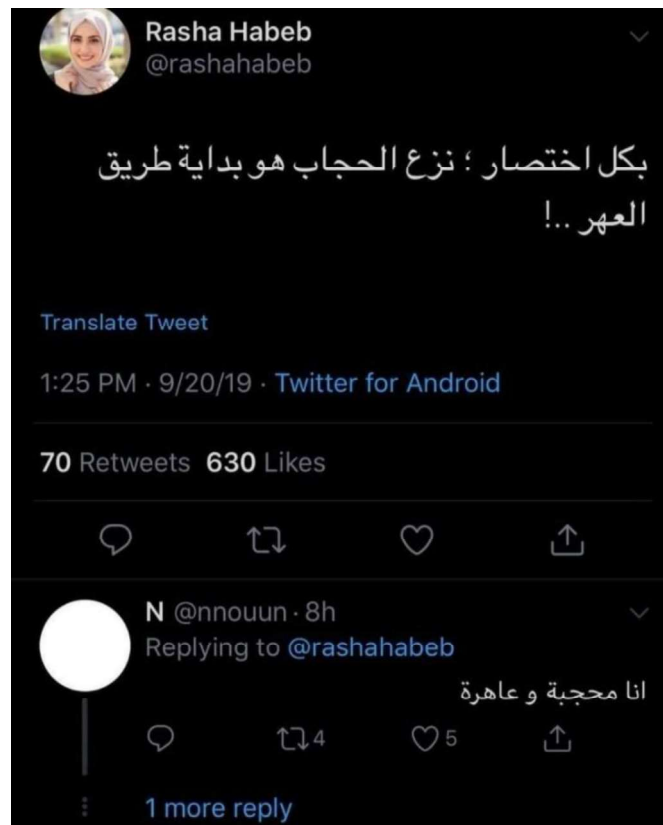 Rasha Habeb
@rashahabeb
بكل اختصار ؛ نزع الحجاب هو بداية طريق
العهر ..!
Translate Tweet
1:25 PM · 9/20/19 · Twitter for Android
70 Retweets 630 Likes
N @nnouun · 8h
Replying to @rashahabeb
انا محجبة و عاهرة
4 5
1 more reply